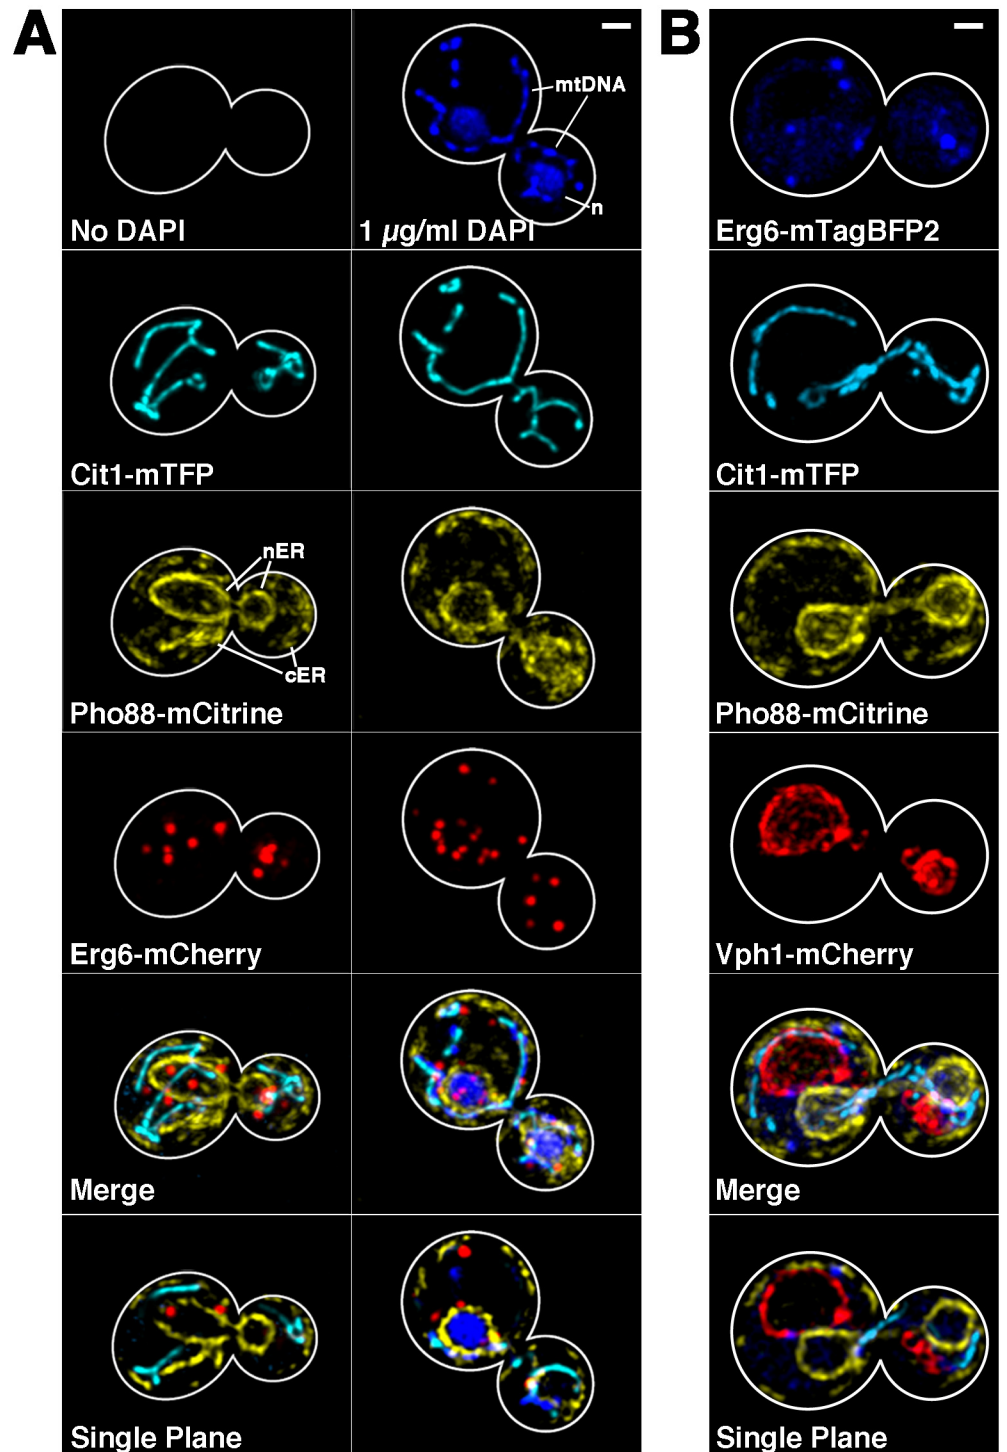 A
B
mtDNA
n
No DAPI
1 µg/ml DAPI
Erg6-mTagBFP2
Cit1-mTFP
Cit1-mTFP
nER
cER
Pho88-mCitrine
Pho88-mCitrine
Erg6-mCherry
Vph1-mCherry
Merge
Merge
Single Plane
Single Plane